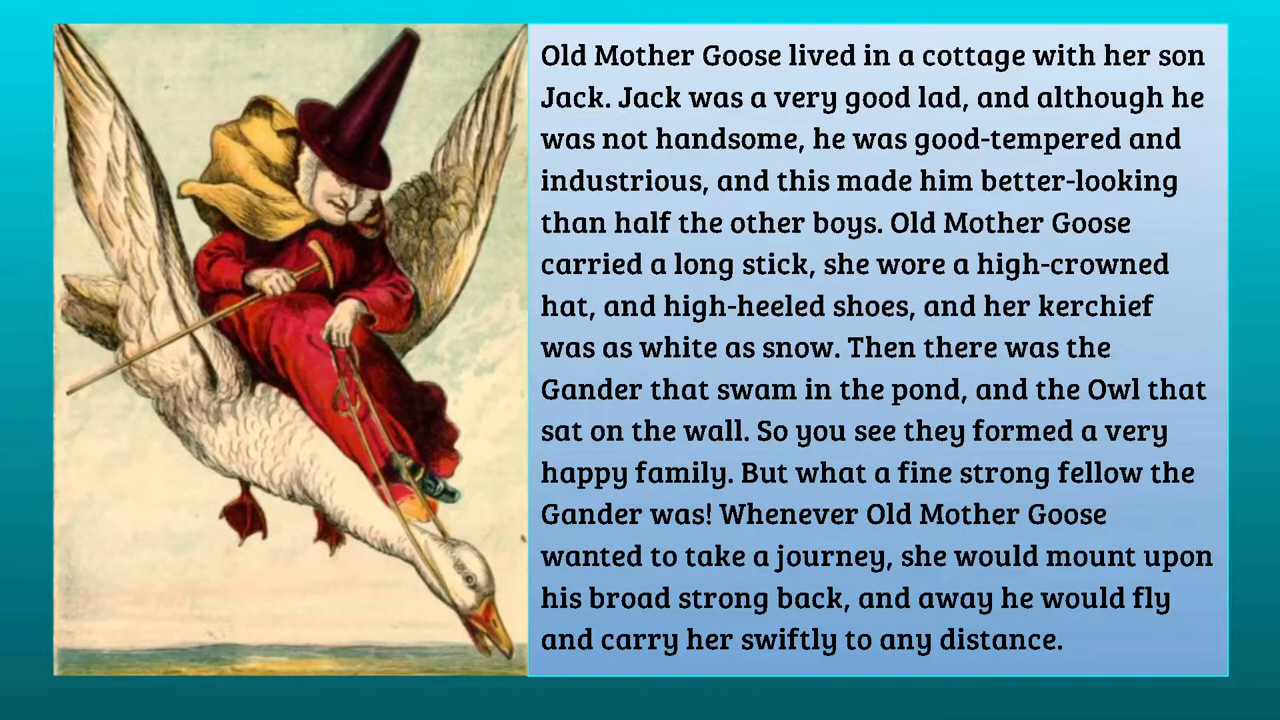 Old Mother Goose lived in a cottage with her son
Jack. Jack was a very good lad, and although he
was not handsome, he was good-tempered and
industrious, and this made him better-looking
than half the other boys. Old Mother Goose
carried a long stick, she wore a high-crowned
hat, and high-heeled shoes, and her kerchief
was as white as snow. Then there was the
Gander that swam in the pond, and the Owl that
sat on the wall. So you see they formed a very
happy family. But what a fine strong fellow the
Gander was! Whenever Old Mother Goose
wanted to take a journey, she would mount upon
his broad strong back, and away he would fly
and carry her swiftly to any distance.